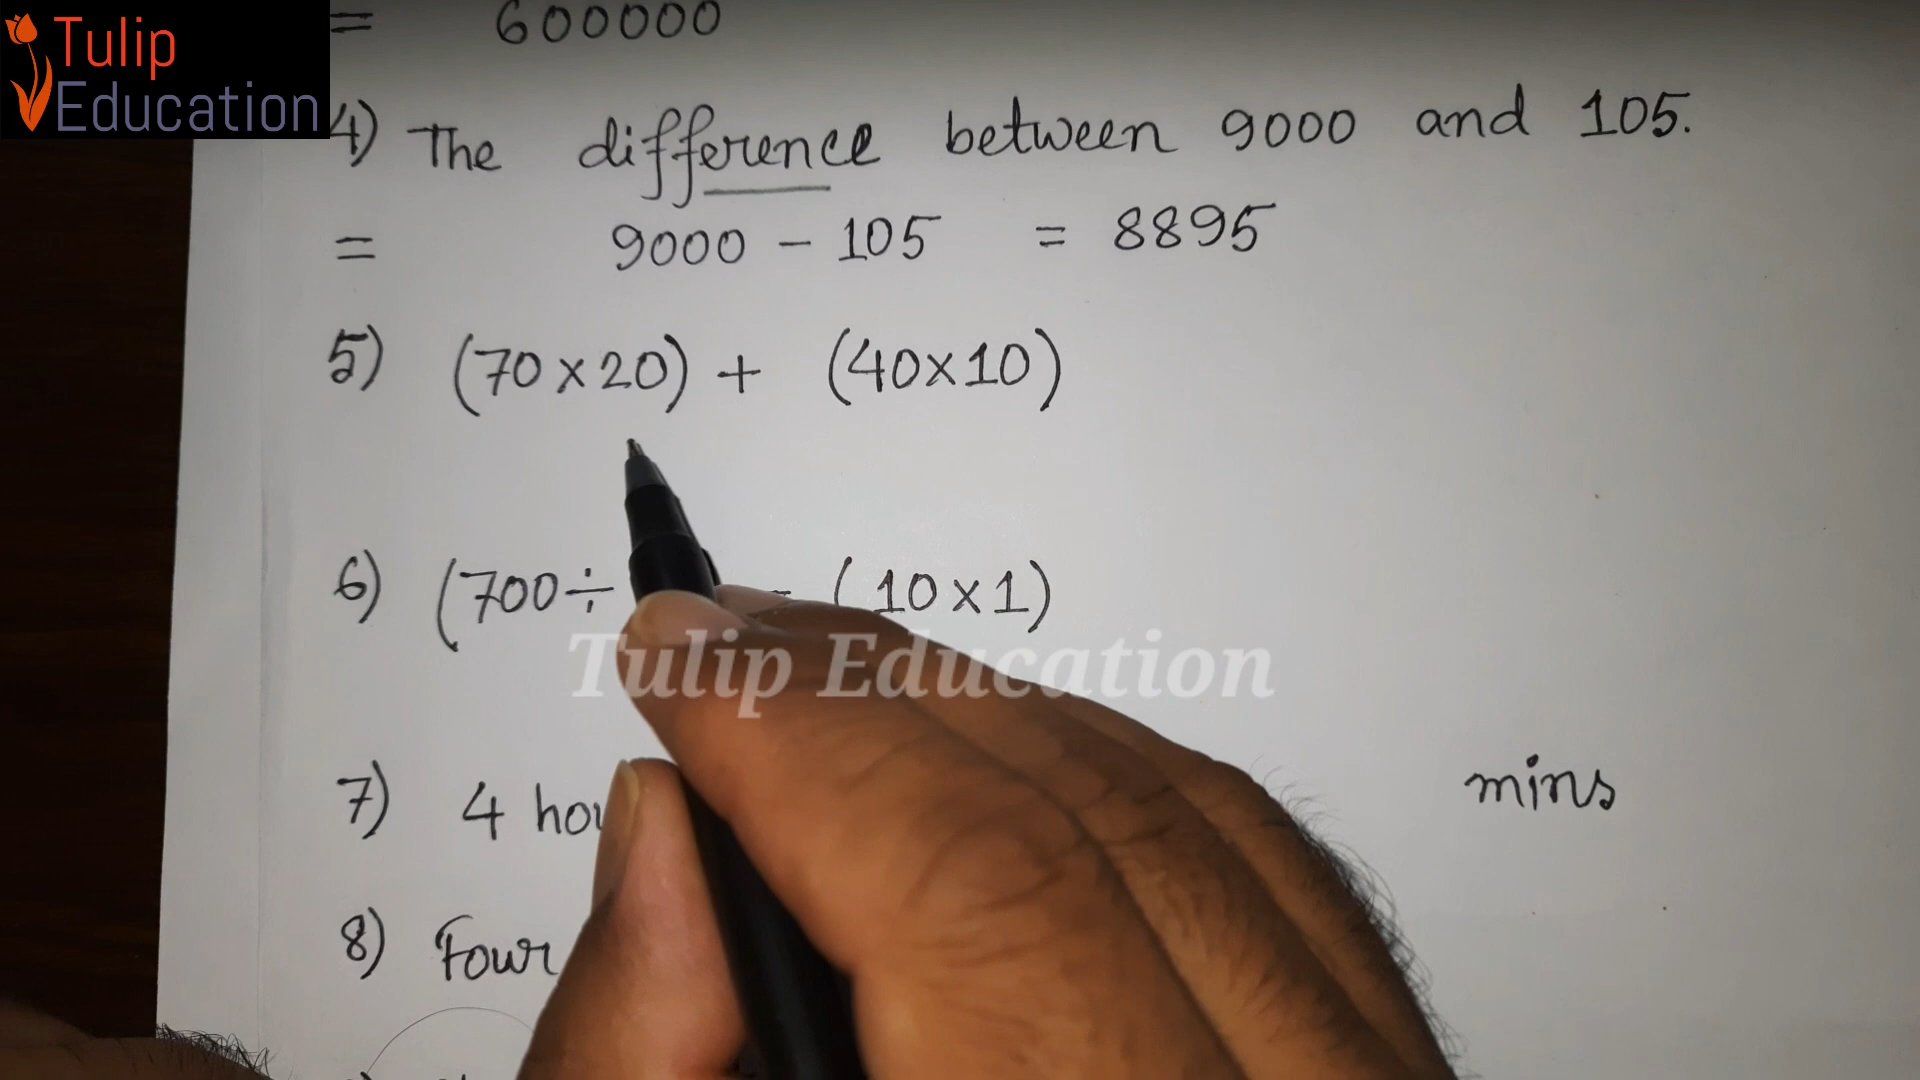 Tulip
Education
= 600000
4) The difference between 9000 and 105.
= 9000 - 105 = 8895
5) (70×20) + (40×10)
6) (700÷ - (10×1)
7) 4 mins
8) Four
Tulip Education